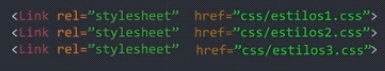 <Link rel=”stylesheet” href=”css/estilos1.css”>
<Link rel=”stylesheet” href=”css/estilos2.css”>
<Link rel=”stylesheet” href=”css/estilos3.css”>